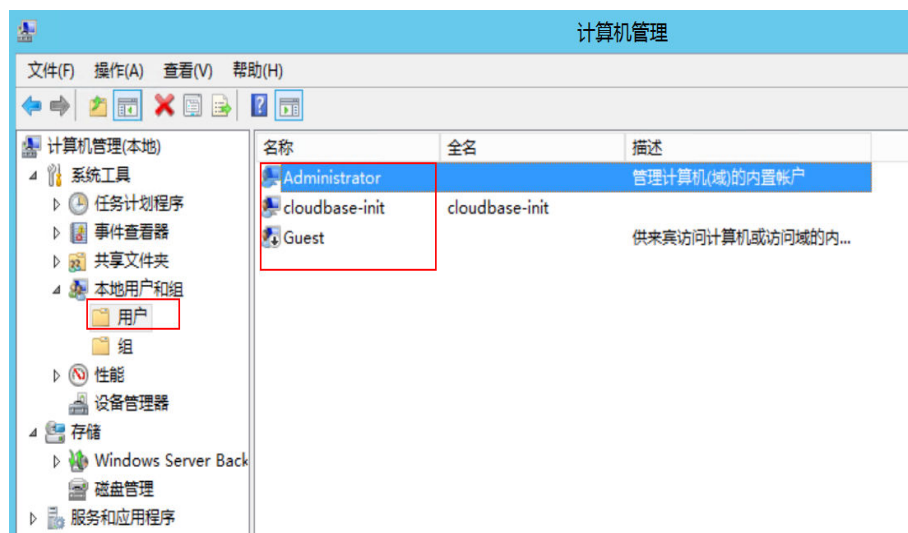 计算机管理
文件(F) 操作(A) 查看(V) 帮助(H)
计算机管理(本地)
系统工具
任务计划程序
事件查看器
共享文件夹
本地用户和组
用户
组
性能
设备管理器
存储
Windows Server Back
磁盘管理
服务和应用程序
名称 全名 描述
Administrator 管理计算机(域)的内置帐户
cloudbase-init cloudbase-init
Guest 供来宾访问计算机或访问域的内...